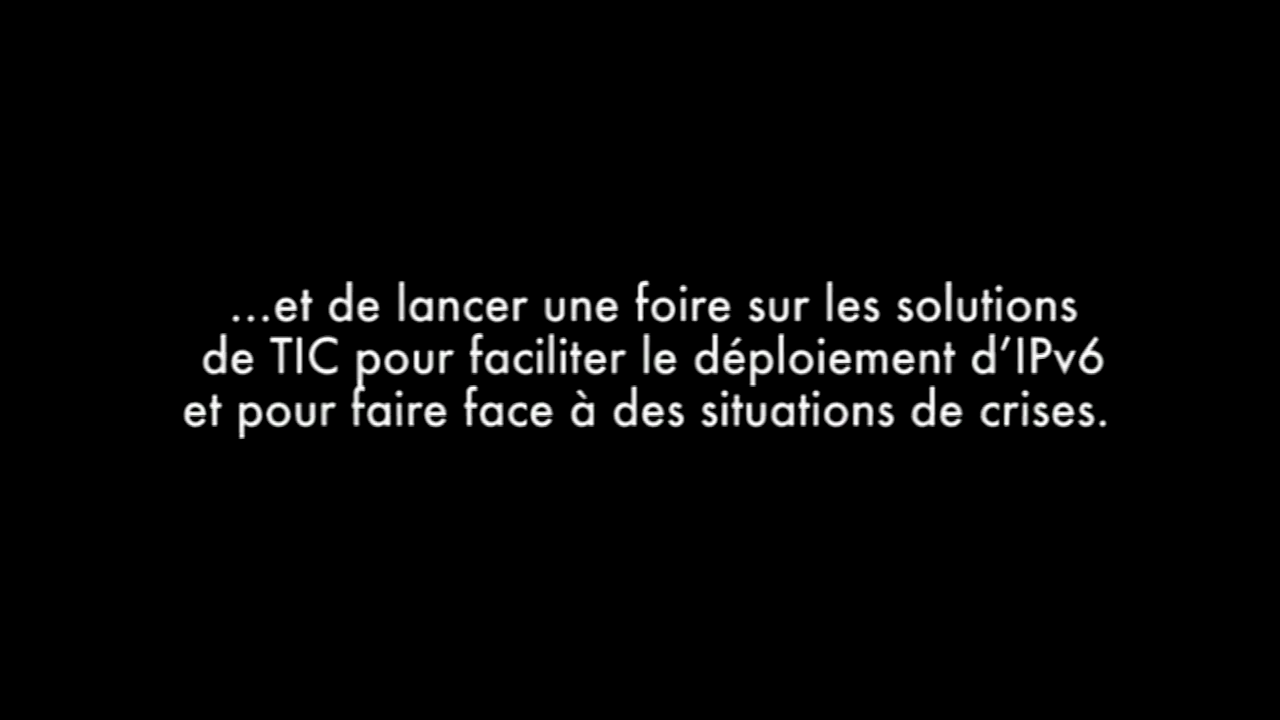 ...et de lancer une foire sur les solutions
de TIC pour faciliter le déploiement d’IPv6
et pour faire face à des situations de crises.